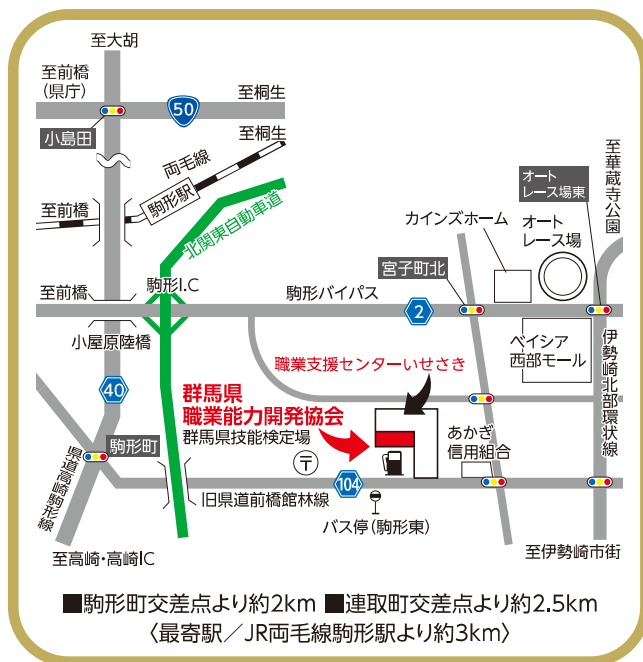 至大胡
至前橋
(県庁)
至桐生
50
小島田
至桐生
両毛線
駒形駅
至前橋
北関東自動車道
至華蔵寺公園
オート
レース場東
オート
レース場
カインズホーム
宮子町北
駒形I.C
至前橋
駒形バイパス
2
小屋原陸橋
ベイシア
西部モール
伊勢崎北部環状線
職業支援センターいせさき
40
群馬県
職業能力開発協会
群馬県技能検定場
駒形町
あかぎ
信用組合
〒
県道高崎駒形線
旧県道前橋館林線
104
バス停(駒形東)
至高崎・高崎IC
至伊勢崎市街
■駒形町交差点より約2km ■連取町交差点より約2.5km
〈最寄駅/JR両毛線駒形駅より約3km〉